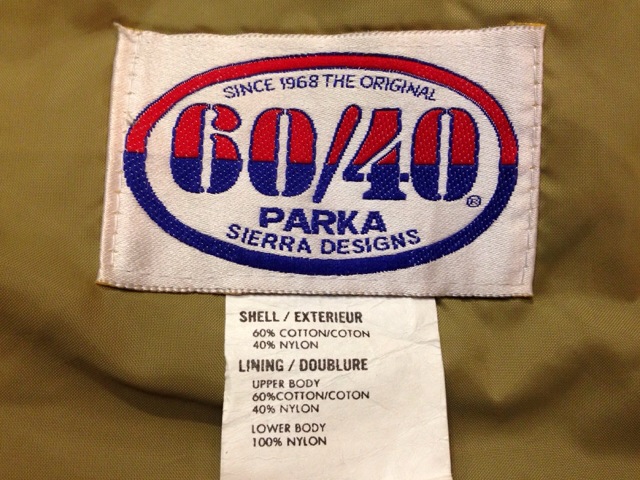 SINCE 1968 THE ORIGINAL
60/40®
PARKA
SIERRA DESIGNS
SHELL / EXTERIEUR
60% COTTON/COTON
40% NYLON
LINING / DOUBLURE
UPPER BODY
60%COTTON/COTON
40% NYLON
LOWER BODY
100% NYLON